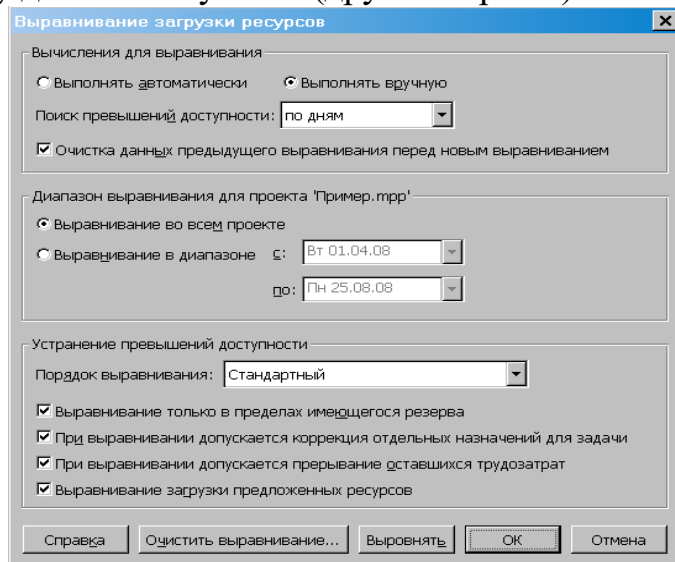 Выравнивание загрузки ресурсов
Вычисления для выравнивания
Выполнять автоматически Выполнять вручную
Поиск превышений доступности: по дням
Очистка данных предыдущего выравнивания перед новым выравниванием
Диапазон выравнивания для проекта 'Пример.mpp'
Выравнивание во всем проекте
Выравнивание в диапазоне с: Вт 01.04.08
по: Пн 25.08.08
Устранение превышений доступности
Порядок выравнивания: Стандартный
Выравнивание только в пределах имеющегося резерва
При выравнивании допускается коррекция отдельных назначений для задачи
При выравнивании допускается прерывание оставшихся трудозатрат
Выравнивание загрузки предложенных ресурсов
Справка Очистить выравнивание... Выровнять ОК Отмена